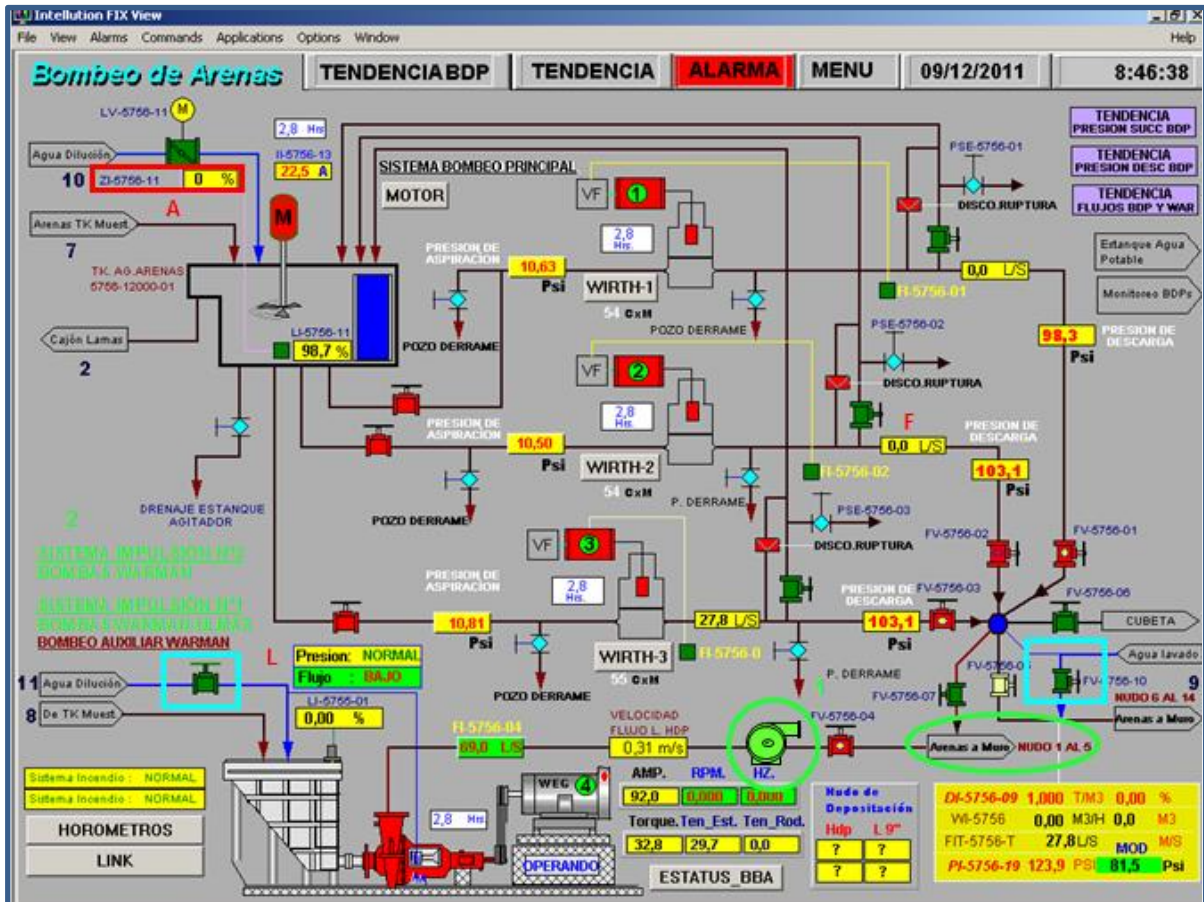 Intellution FIX View
File View Alarms Commands Applications Options Window Help
Bombeo de Arenas TENDENCIA BDP TENDENCIA ALARMA MENU 09/12/2011 8:46:38
LV-5756-11 M
2,8 Hrs
Agua Dilución
II-5756-13
22,5 A
10 ZI-5756-11 0 %
A
SISTEMA BOMBEO PRINCIPAL
MOTOR
VF 1
2,8 Hrs.
PSE-5756-01
DISCO.RUPTURA
TENDENCIA
PRESION SUCC BDP
TENDENCIA
PRESION DESC BDP
TENDENCIA
FLUJOS BDP Y WAR
Arenas TK Muest.
7
M
TK. AG.ARENAS
5756-12000-01
PRESION DE
ASPIRACION
10,63
Psi
WIRTH-1
54 CxM
POZO DERRAME
POZO DERRAME
0,0 L/S
FI-5756-01
Estanque Agua
Potable
Monitoreo BDPs
LI-5756-11
98,7 %
Cajón Lamas
2
PSE-5756-02
DISCO.RUPTURA
98,3
Psi
PRESION DE
DESCARGA
VF 2
2,8 Hrs.
PRESION DE
ASPIRACION
10,50
Psi
WIRTH-2
54 CxM
POZO DERRAME
P. DERRAME
F
0,0 L/S
FI-5756-02
PRESION DE
DESCARGA
103,1
Psi
DRENAJE ESTANQUE
AGITADOR
2
SISTEMA IMPULSIÓN Nº2
BOMBAS WARMAN
SISTEMA IMPULSIÓN Nº1
BOMBEO AUXILIAR WARMAN
VF 3
2,8 Hrs.
PSE-5756-03
DISCO.RUPTURA
FV-5756-02
FV-5756-01
PRESION DE
ASPIRACION
10,81
Psi
WIRTH-3
55 CxM
POZO DERRAME
27,8 L/S
FI-5756-0
P. DERRAME
PRESION DE
DESCARGA
103,1
Psi
FV-5756-03
FV-5756-06
CUBETA
Agua lavado
9
FV-5756-10
FV-5756-07
NUDO 6 AL 14
Arenas a Muro
L
Presion: NORMAL
Flujo : BAJO
11 Agua Dilución
8 De TK Muest.
LI-5756-01
0,00 %
FI-5756-04
69,0 L/S
VELOCIDAD
FLUJO L. HDP
0,31 m/s
1
FV-5756-04
Arenas a Muro NUDO 1 AL 5
Sistema Incendio : NORMAL
Sistema Incendio : NORMAL
HOROMETROS
LINK
2,8 Hrs.
WEG 4
OPERANDO
AMP. RPM. HZ.
92,0 0,000 0,000
Torque. Ten_Est. Ten_Rod.
32,8 29,7 0,0
ESTATUS_BBA
Nudo de
Depositación
Hdp L 9"
? ?
? ?
DI-5756-09 1,000 T/M3 0,00 %
WI-5756 0,00 M3/H 0,0 M3
FIT-5756-T 27,8 L/S MOD M/S
PI-5756-19 123,9 PSI 81,5 Psi